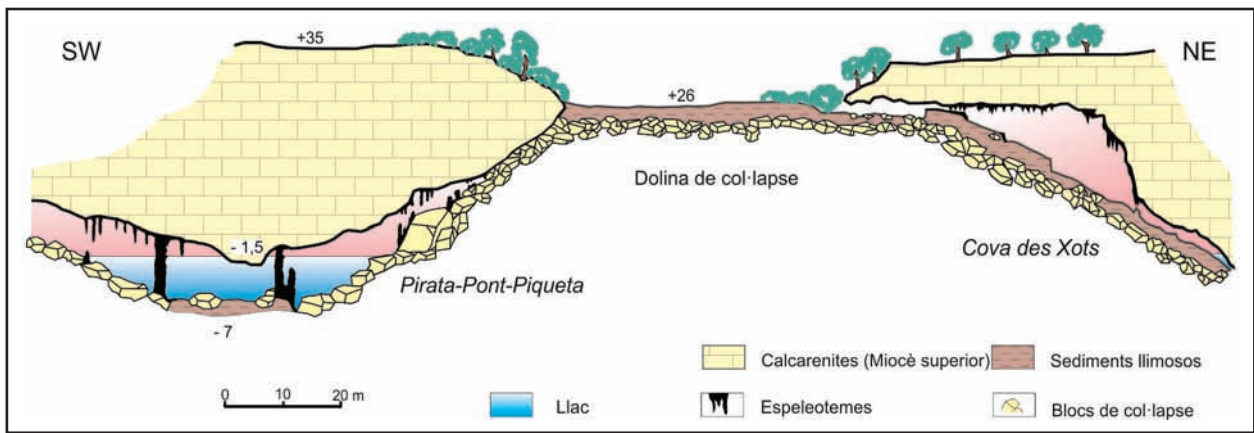 SW
+35
NE
+26
Dolina de col·lapse
- 1,5
Cova des Xots
Pirata-Pont-Piqueta
- 7
Calcarenites (Miocè superior)
Sediments llimosos
0 10 20 m
Llac
Espeleotemes
Blocs de col·lapse